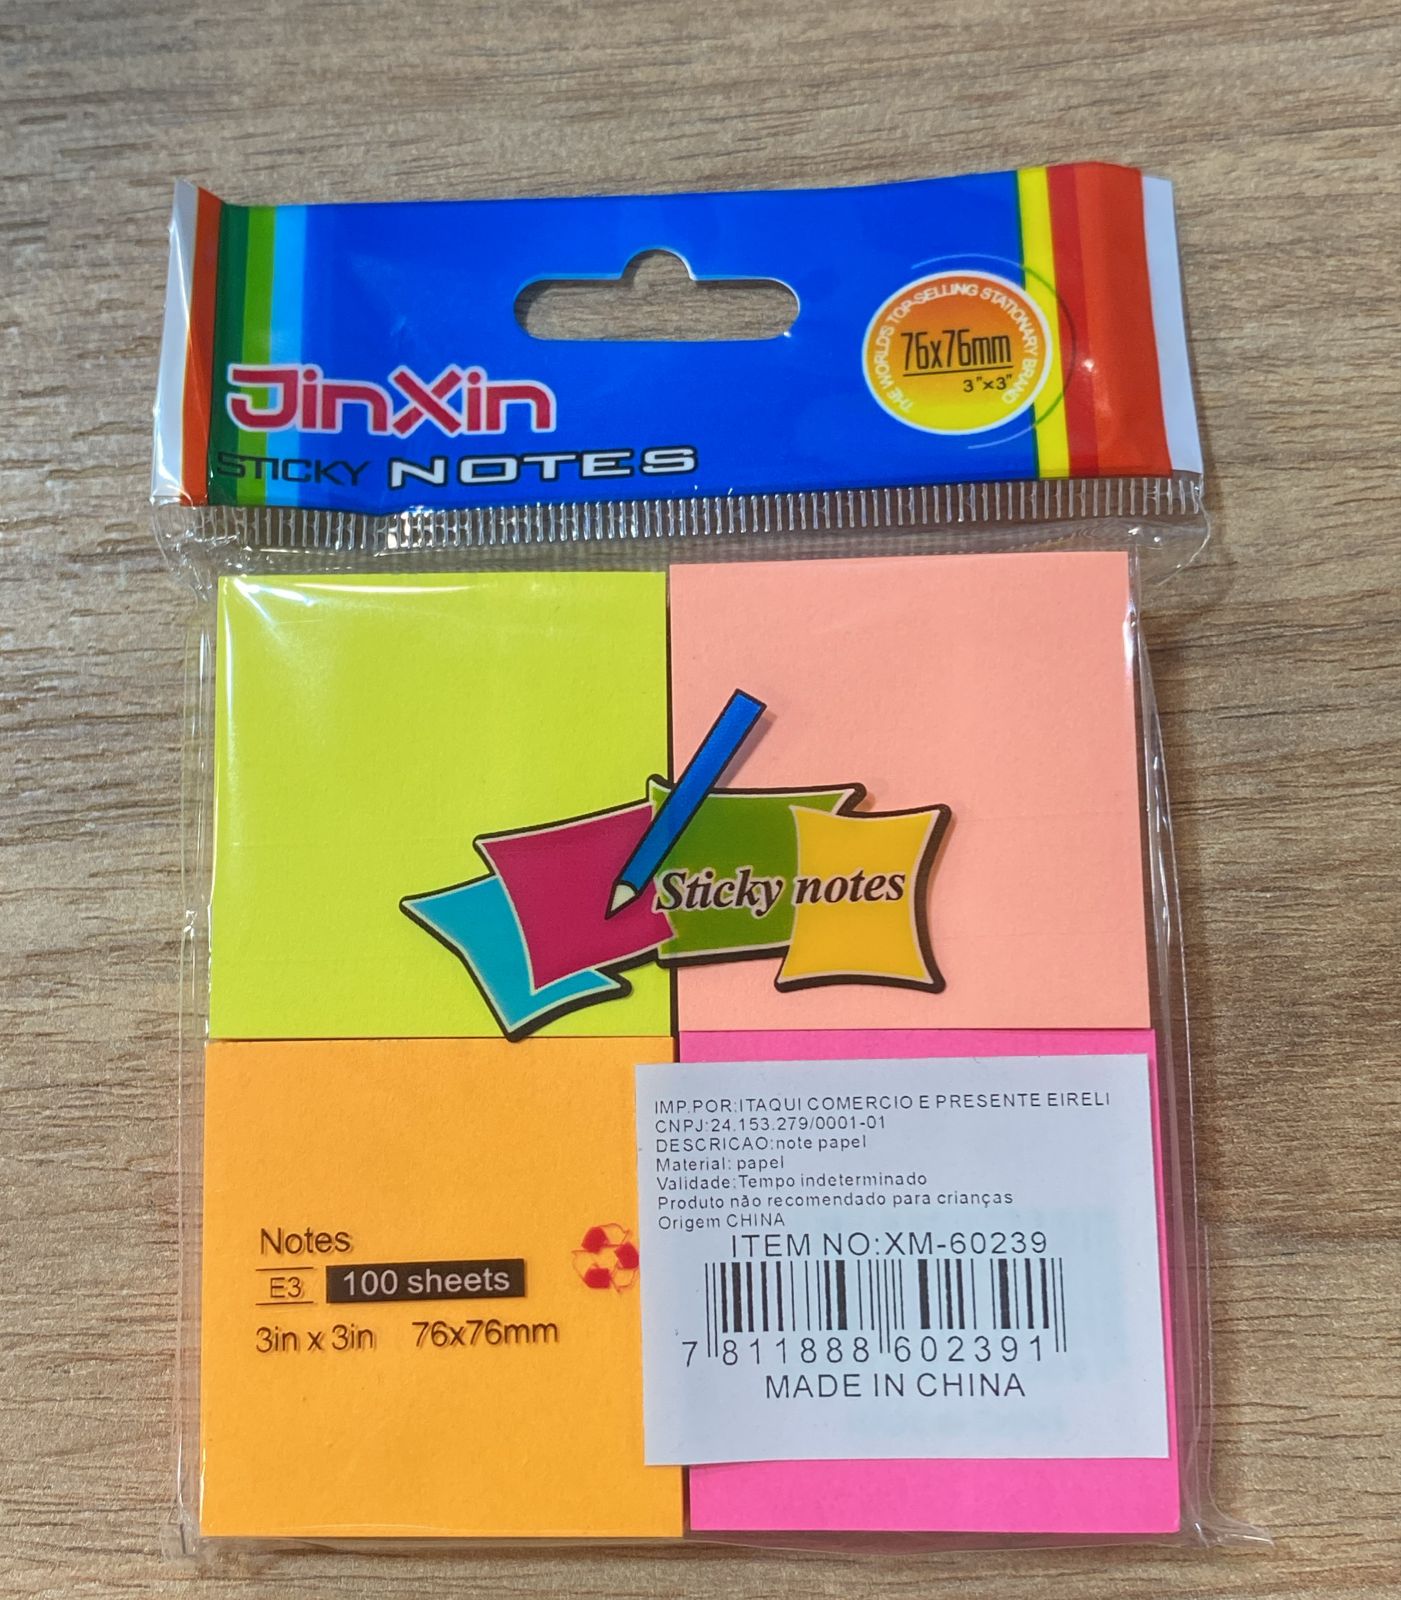 JinXin
STICKY NOTES
THE WORLD'S TOP-SELLING STATIONARY BRAND
76x76mm
3"x3"
Sticky notes
Notes
E3 100 sheets
3in x 3in 76x76mm
IMP.POR:ITAQUI COMERCIO E PRESENTE EIRELI
CNPJ:24.153.279/0001-01
DESCRICAO:note papel
Material: papel
Validade:Tempo indeterminado
Produto não recomendado para crianças
Origem CHINA
ITEM NO:XM-60239
7 811888 602391
MADE IN CHINA